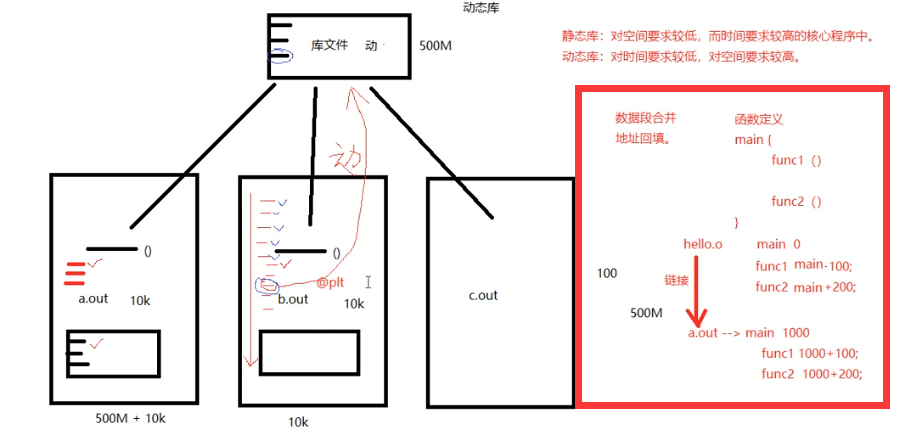 动态库
库文件 动
500M
静态库：对空间要求较低，而时间要求较高的核心程序中。
动态库：对时间要求较低，对空间要求较高。
动
()
a.out
10k
500M + 10k
()
@plt
b.out
10k
10k
c.out
100
500M
数据段合并
地址回填。
函数定义
main {
func1（）
func2（）
}
hello.o main 0
func1 main-100;
func2 main+200;
链接
a.out --> main 1000
func1 1000+100;
func2 1000+200;